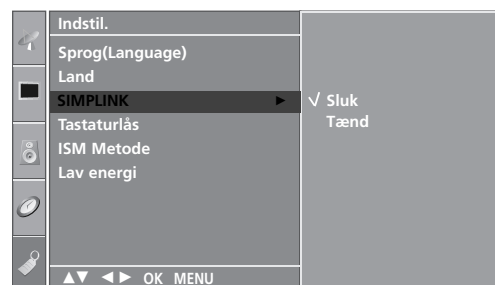 Indstil.
Sprog(Language)
Land
SIMPLINK ►
Tastaturlås
ISM Metode
Lav energi
√ Sluk
Tænd
▲▼ ◄► OK MENU